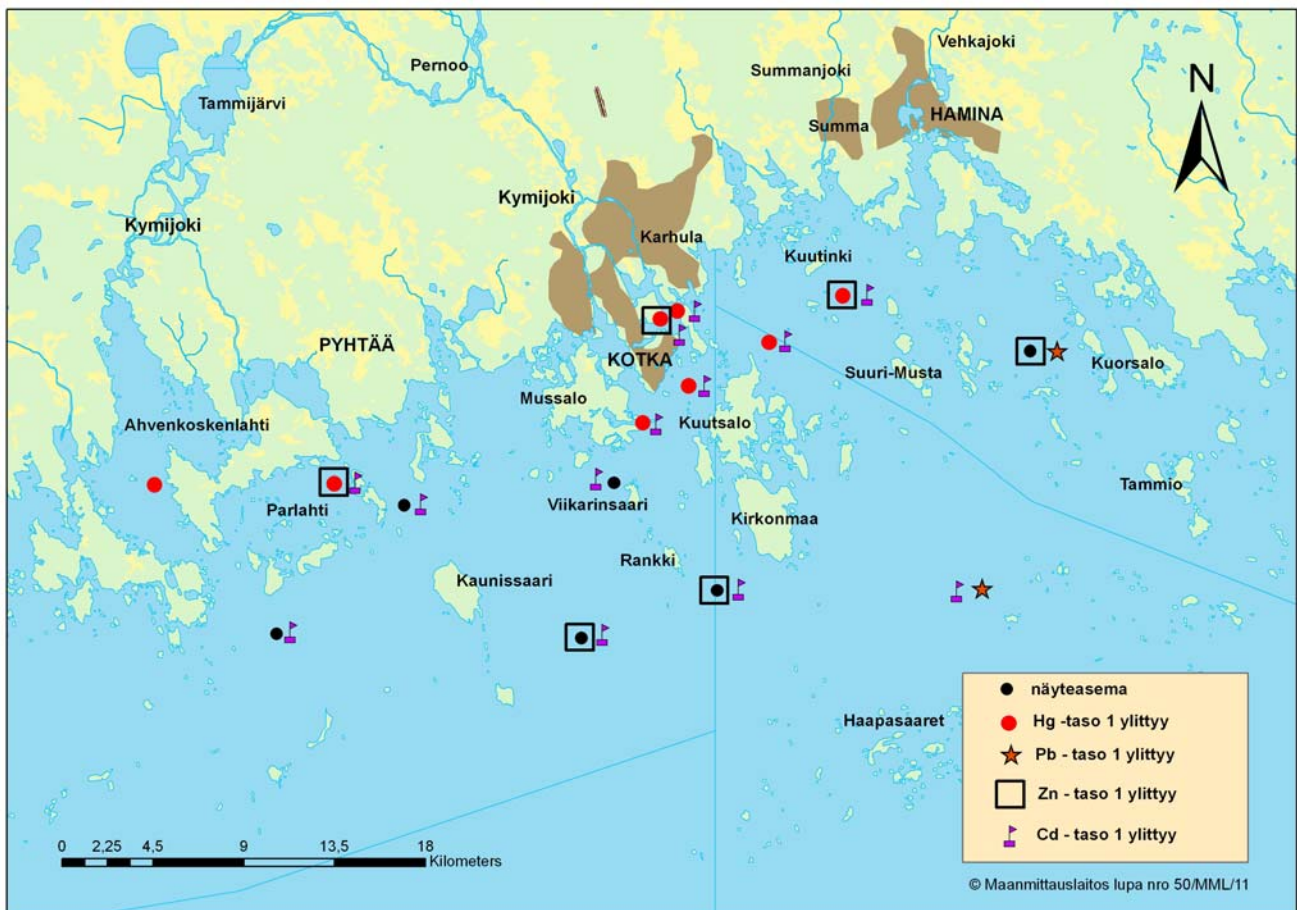 Vehkajoki
Pernoo
Summanjoki
Tammijärvi
Summa
HAMINA
N
Kymijoki
Kymijoki
Karhula
Kuutinki
PYHTÄÄ
KOTKA
Suuri-Musta
Kuorsalo
Mussalo
Kuutsalo
Ahvenkoskenlahti
Parlahti
Viikarinsaari
Kirkonmaa
Tammio
Rankki
Kaunissaari
Haapasaaret
näyteasema
Hg -taso 1 ylittyy
Pb - taso 1 ylittyy
Zn - taso 1 ylittyy
Cd - taso 1 ylittyy
0 2,25 4,5 9 13,5 18
Kilometers
© Maanmittauslaitos lupa nro 50/MML/11